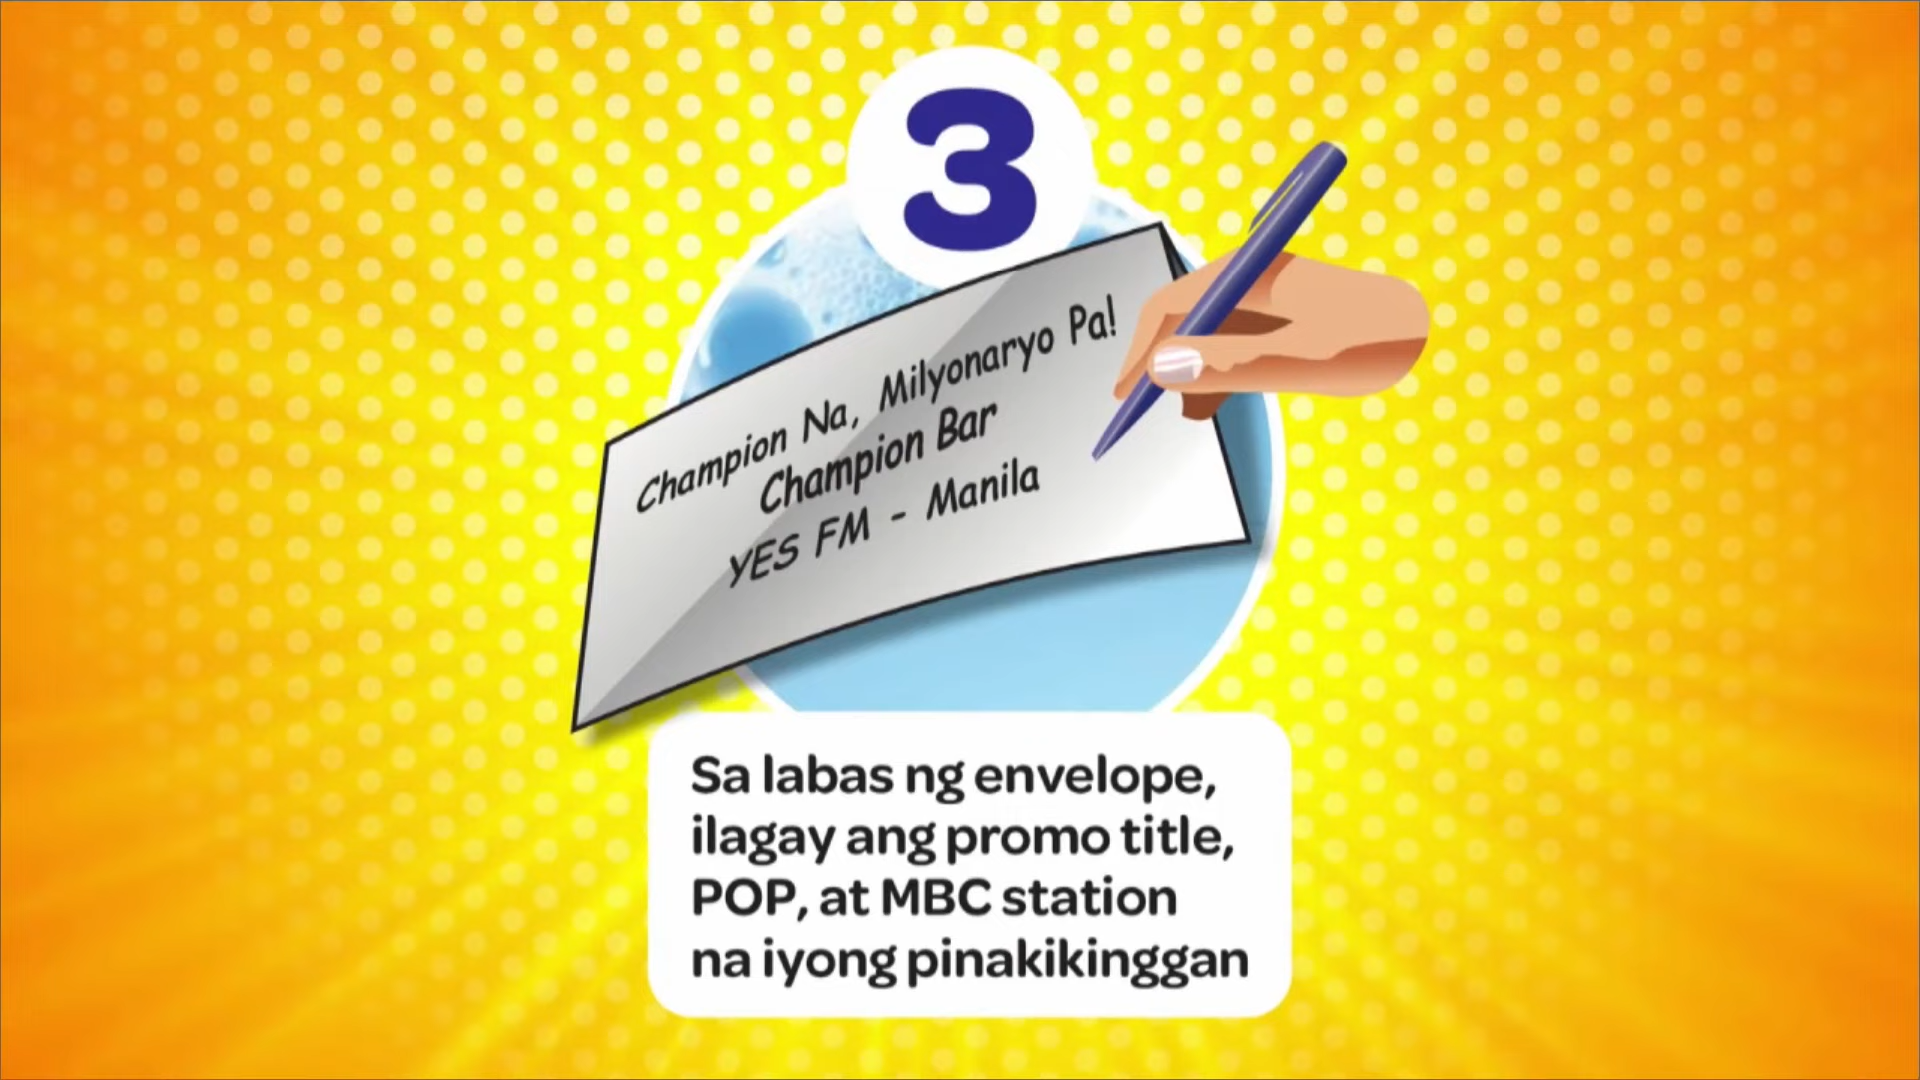 3
Champion Na, Milyonaryo Pa!
Champion Bar
YES FM - Manila
Sa labas ng envelope,
ilagay ang promo title,
POP, at MBC station
na iyong pinakikinggan